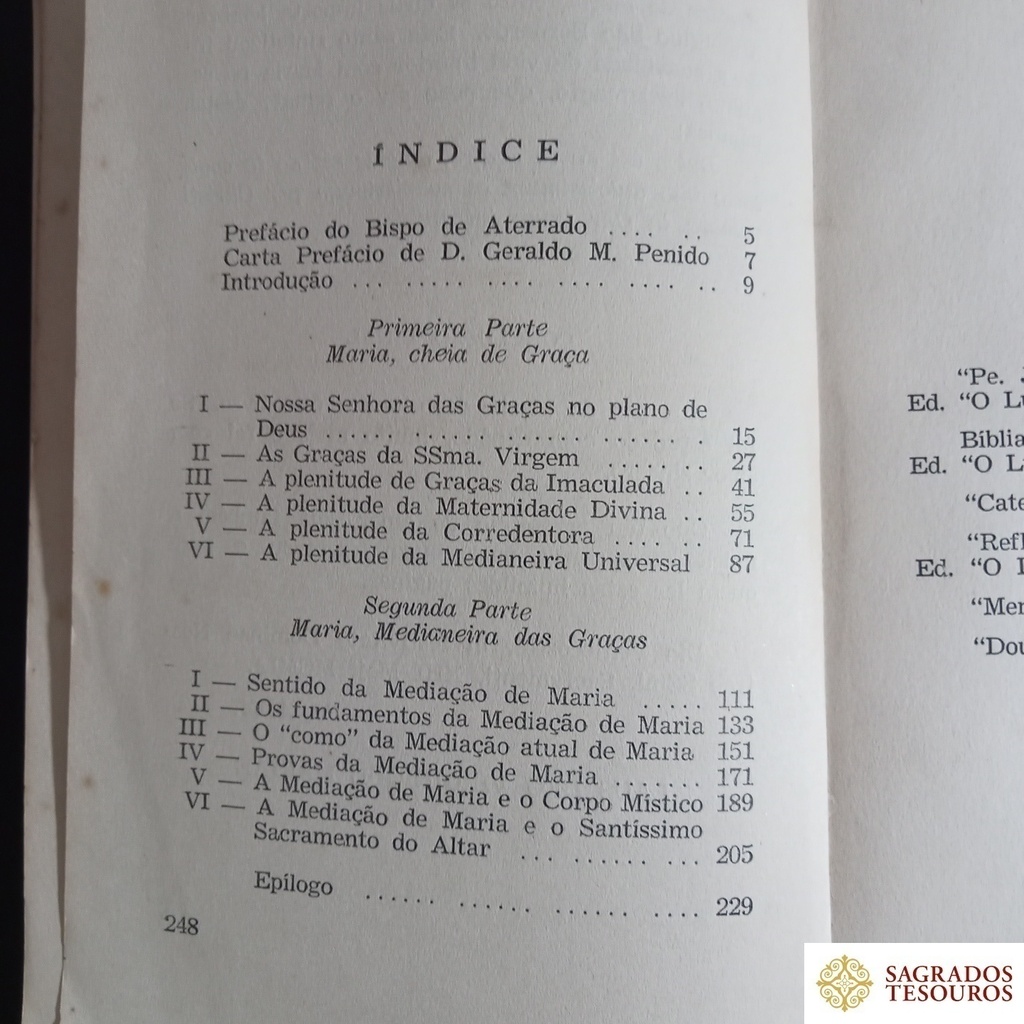 ÍNDICE
Prefácio do Bispo de Aterrado .... .. 5
Carta Prefácio de D. Geraldo M. Penido 7
Introdução ... ..... .... .... .... .. 9
Primeira Parte
Maria, cheia de Graça
I — Nossa Senhora das Graças no plano de
Deus ...... ...... ...... ...... . 15
II — As Graças da SSma. Virgem ...... .. 27
III — A plenitude de Graças da Imaculada .. 41
IV — A plenitude da Maternidade Divina .. 55
V — A plenitude da Corredentora .... .. 71
VI — A plenitude da Medianeira Universal 87
Segunda Parte
Maria, Medianeira das Graças
I — Sentido da Mediação de Maria ..... 111
II — Os fundamentos da Mediação de Maria 133
III — O “como” da Mediação atual de Maria 151
IV — Provas da Mediação de Maria ....... 171
V — A Mediação de Maria e o Corpo Místico 189
VI — A Mediação de Maria e o Santíssimo
Sacramento do Altar ... ...... ... 205
Epílogo ...... ...... ...... .... 229
248
“Pe.
Ed. “O
Bíblia
Ed. “O
Ed. “O
SAGRADOS
TESOUROS